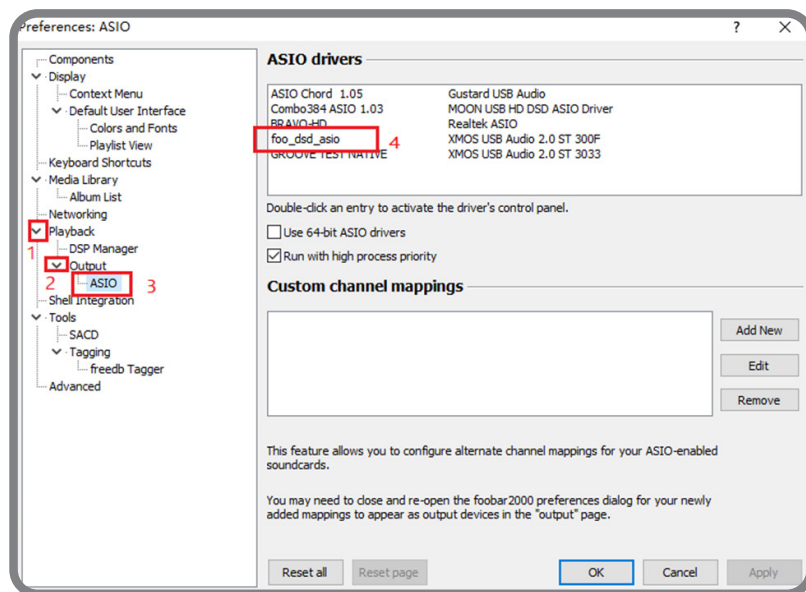 Preferences: ASIO
?
Components
Display
Context Menu
Default User Interface
Colors and Fonts
Playlist View
Keyboard Shortcuts
Media Library
Album List
Networking
Playback
1
DSP Manager
Output
2
ASIO
3
Shell Integration
Tools
SACD
Tagging
freedb Tagger
Advanced
ASIO drivers
ASIO Chord 1.05 Gustard USB Audio
Combo384 ASIO 1.03 MOON USB HD DSD ASIO Driver
BRAVO-HD Realtek ASIO
foo_dsd_asio 4 XMOS USB Audio 2.0 ST 300F
GROOVE TEST NATIVE XMOS USB Audio 2.0 ST 3033
Double-click an entry to activate the driver's control panel.
Use 64-bit ASIO drivers
Run with high process priority
Custom channel mappings
Add New
Edit
Remove
This feature allows you to configure alternate channel mappings for your ASIO-enabled
soundcards.
You may need to close and re-open the foobar2000 preferences dialog for your newly
added mappings to appear as output devices in the "output" page.
Reset all
Reset page
OK
Cancel
Apply